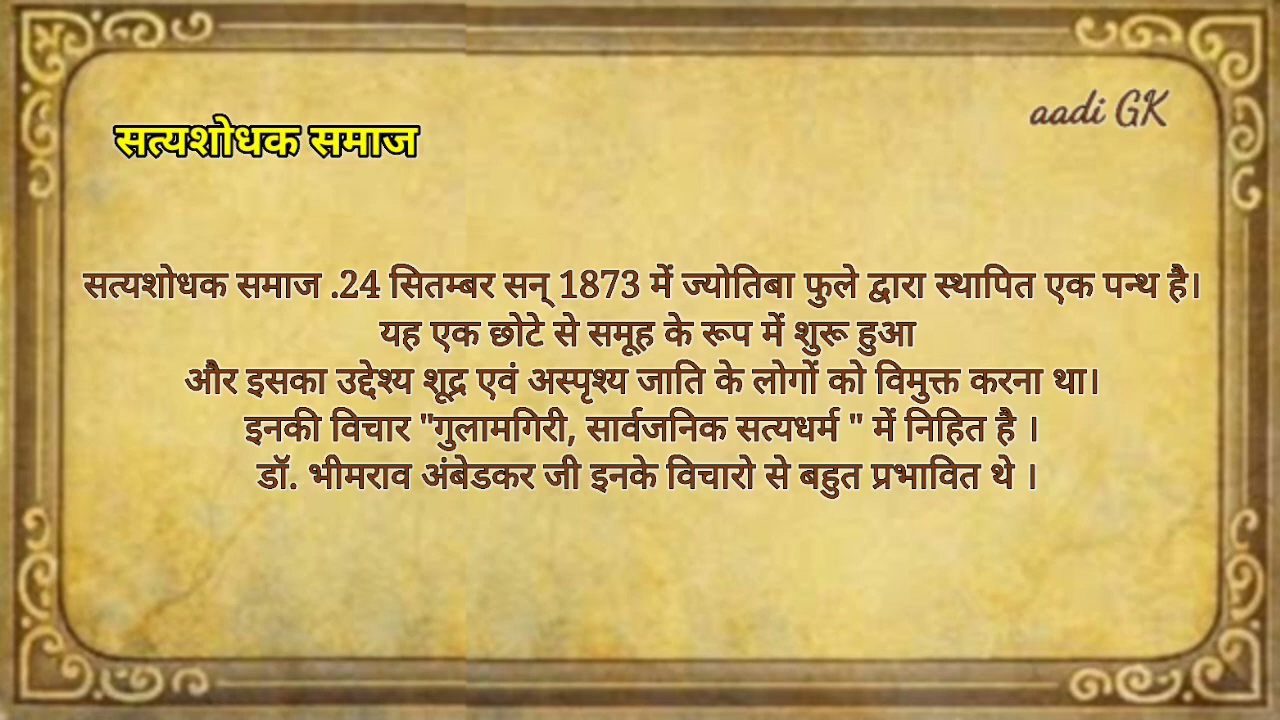 aadi GK
सत्यशोधक समाज
सत्यशोधक समाज .24 सितम्बर सन् 1873 में ज्योतिबा फुले द्वारा स्थापित एक पन्थ है।
यह एक छोटे से समूह के रूप में शुरू हुआ
और इसका उद्देश्य शूद्र एवं अस्पृश्य जाति के लोगों को विमुक्त करना था।
इनकी विचार "गुलामगिरी, सार्वजनिक सत्यधर्म " में निहित है ।
डॉ. भीमराव अंबेडकर जी इनके विचारो से बहुत प्रभावित थे ।